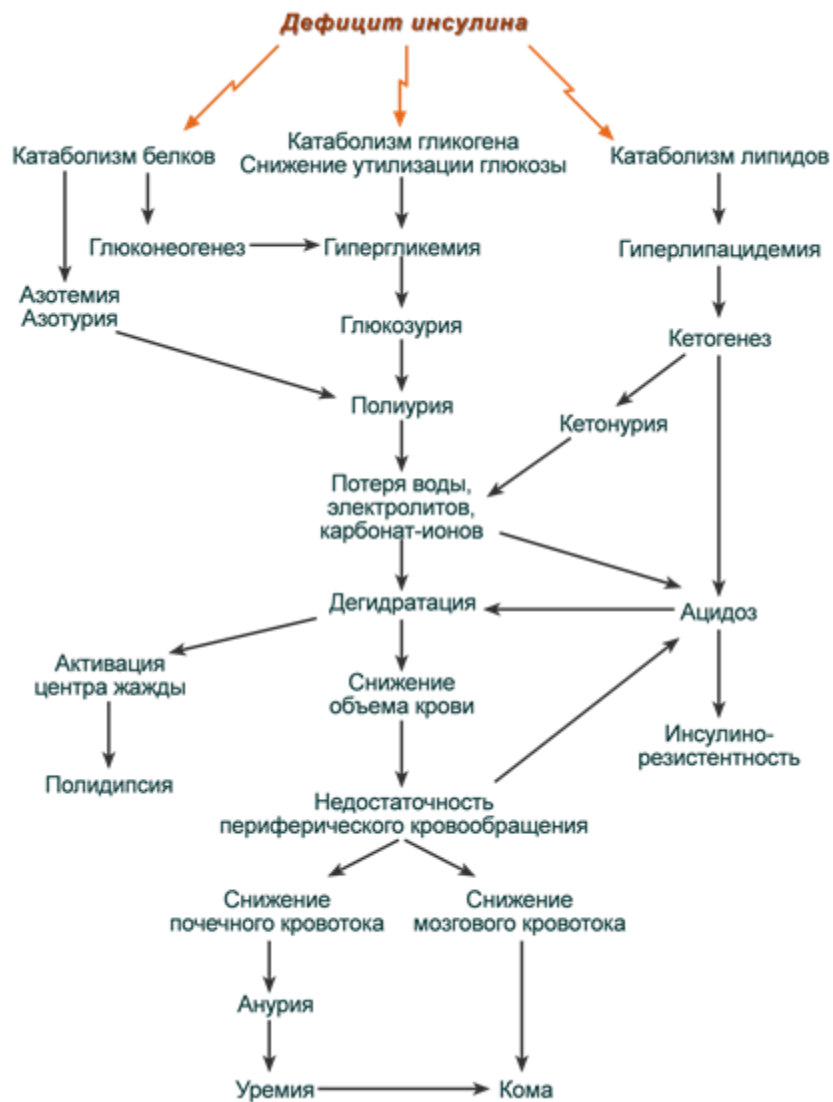 Дефицит инсулина
Катаболизм белков
Катаболизм гликогена
Снижение утилизации глюкозы
Катаболизм липидов
Глюконеогенез
Гипергликемия
Гиперлипацидемия
Азотемия
Азотурия
Глюкозурия
Кетогенез
Полиурия
Кетонурия
Потеря воды,
электролитов,
карбонат-ионов
Дегидратация
Ацидоз
Активация
центра жажды
Снижение
объема крови
Инсулино-
резистентность
Полидипсия
Недостаточность
периферического кровообращения
Снижение
почечного кровотока
Снижение
мозгового кровотока
Анурия
Уремия
Кома